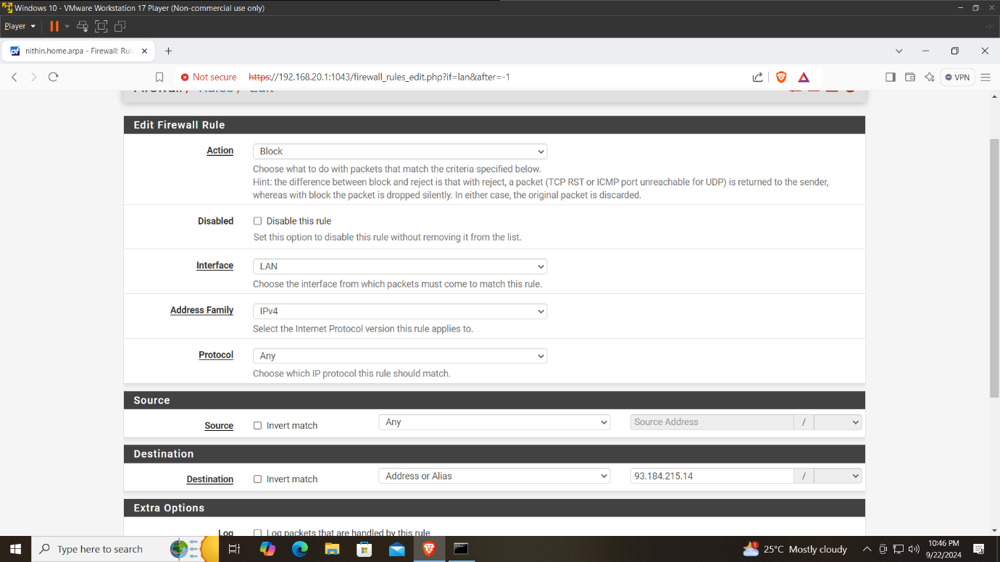 Windows 10 - VMware Workstation 17 Player (Non-commercial use only)
Player
nithin.home.arpa - Firewall: Rul
Not secure https://192.168.20.1:1043/firewall_rules_edit.php?if=lan&after=-1
VPN
Firewall / Rules / Edit
Edit Firewall Rule
Action
Block
Choose what to do with packets that match the criteria specified below.
Hint: the difference between block and reject is that with reject, a packet (TCP RST or ICMP port unreachable for UDP) is returned to the sender,
whereas with block the packet is dropped silently. In either case, the original packet is discarded.
Disabled
Disable this rule
Set this option to disable this rule without removing it from the list.
Interface
LAN
Choose the interface from which packets must come to match this rule.
Address Family
IPv4
Select the Internet Protocol version this rule applies to.
Protocol
Any
Choose which IP protocol this rule should match.
Source
Source
Invert match
Any
Source Address
/
Destination
Destination
Invert match
Address or Alias
93.184.215.14
/
Extra Options
Log
Log packets that are handled by this rule
Type here to search
1
25°C Mostly cloudy
10:46 PM
9/22/2024